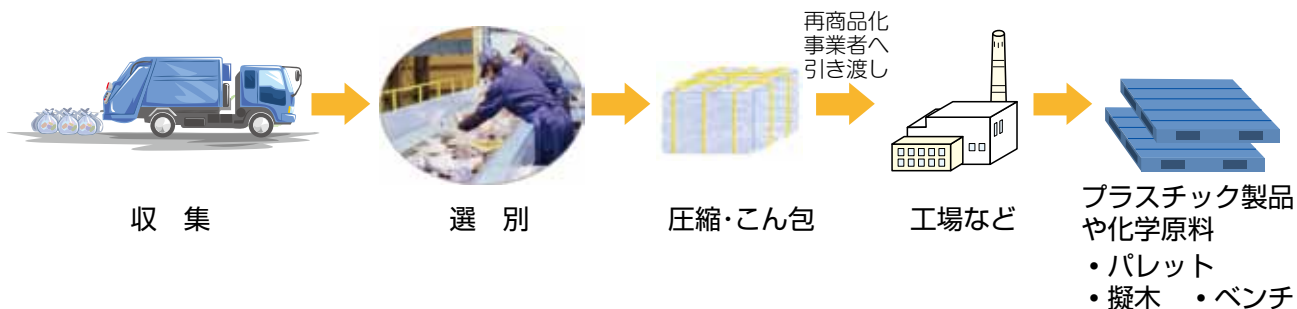 再商品化
事業者へ
引き渡し
収　集
選　別
圧縮・こん包
工場など
プラスチック製品
や化学原料
・パレット
・擬木　・ベンチ